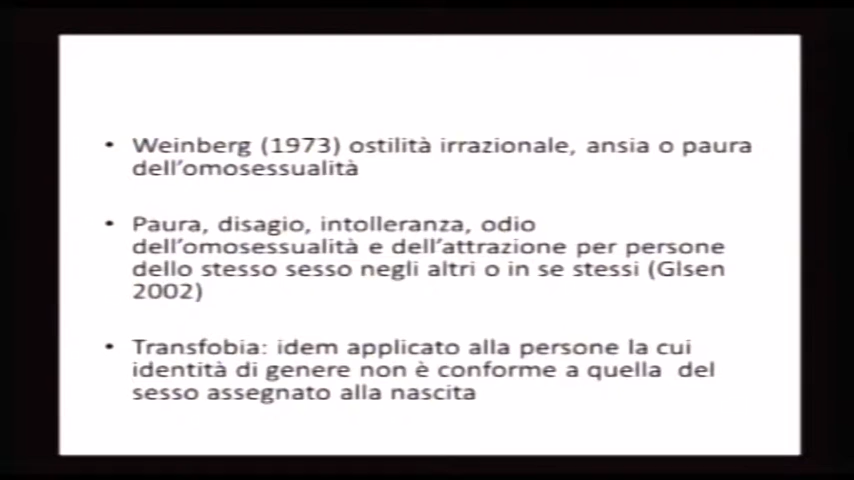 • Weinberg (1973) ostilità irrazionale, ansia o paura
dell'omosessualità
• Paura, disagio, intolleranza, odio
dell'omosessualità e dell'attrazione per persone
dello stesso sesso negli altri o in se stessi (Glsen
2002)
• Transfobia: idem applicato alla persone la cui
identità di genere non è conforme a quella  del
sesso assegnato alla nascita